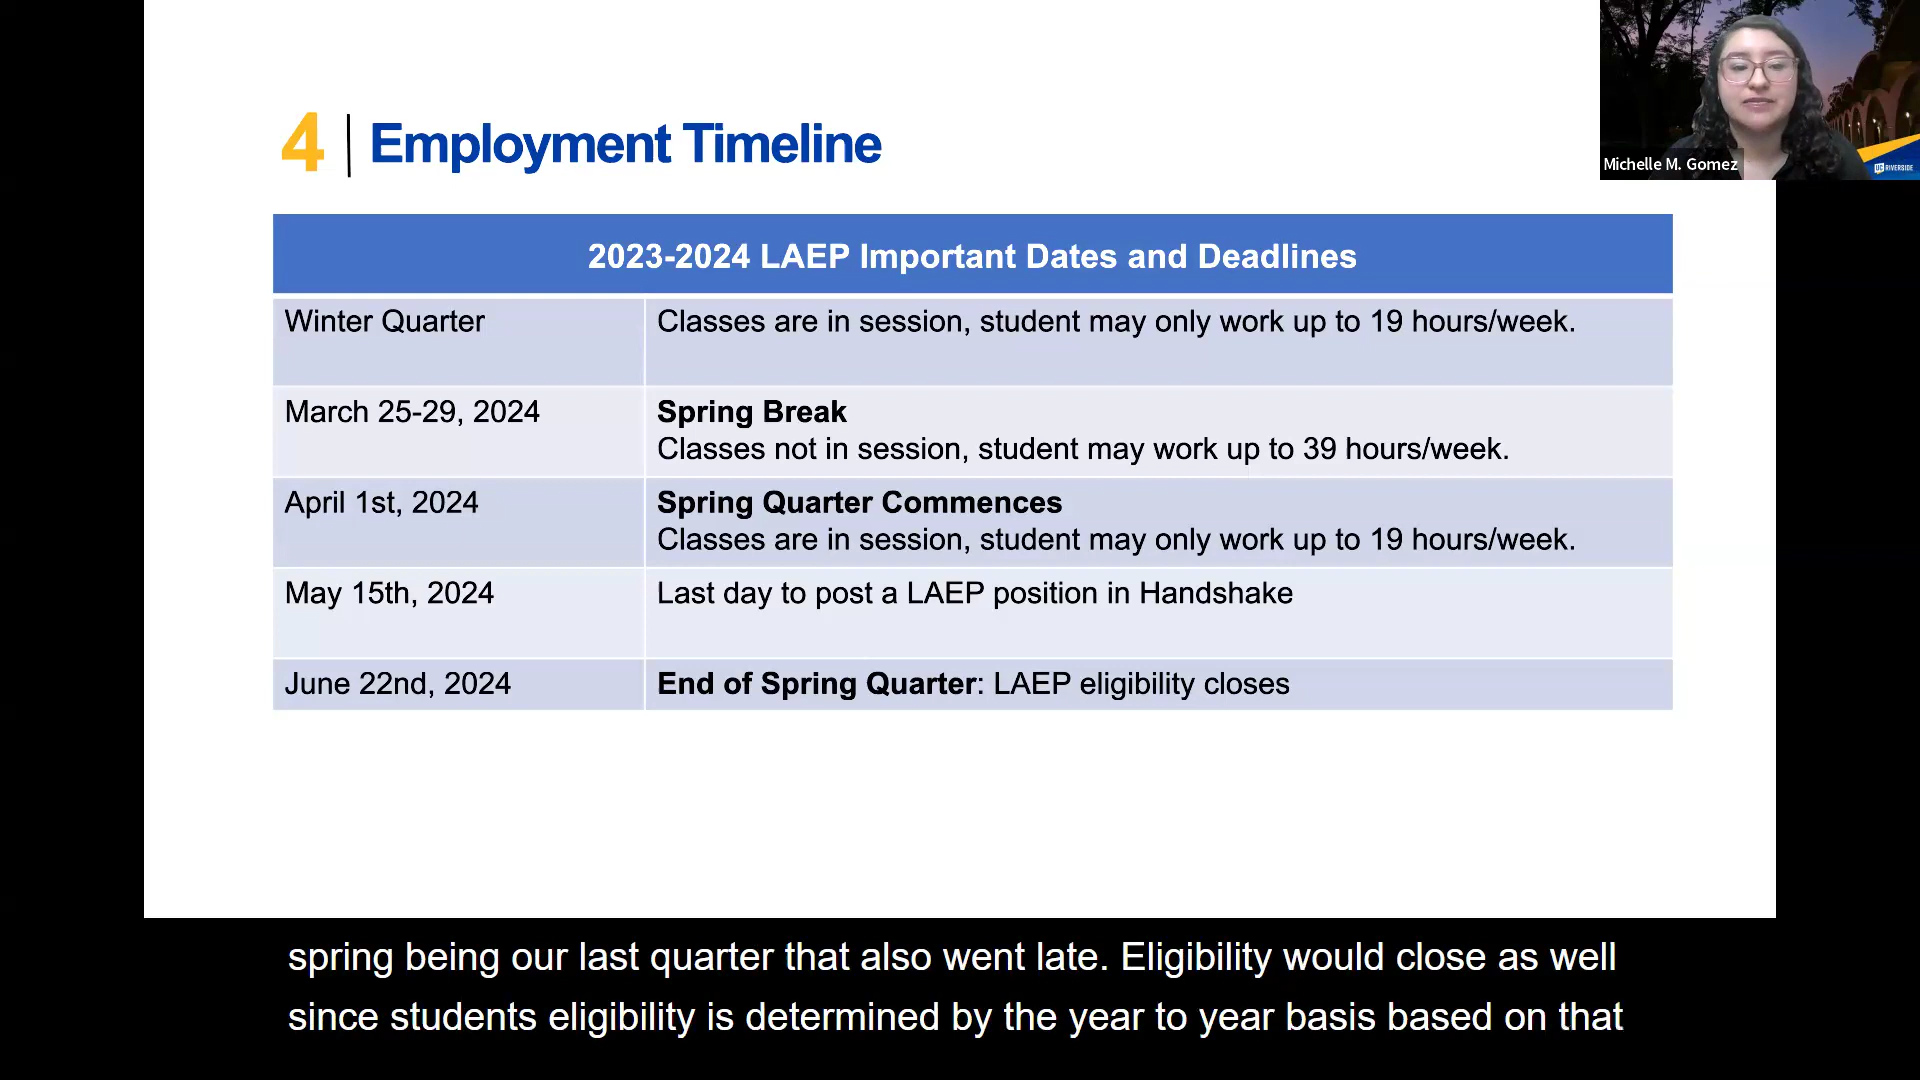 4 | Employment Timeline
Michelle M. Gomez
UC RIVERSIDE
2023-2024 LAEP Important Dates and Deadlines
Winter Quarter
Classes are in session, student may only work up to 19 hours/week.
March 25-29, 2024
Spring Break
Classes not in session, student may work up to 39 hours/week.
April 1st, 2024
Spring Quarter Commences
Classes are in session, student may only work up to 19 hours/week.
May 15th, 2024
Last day to post a LAEP position in Handshake
June 22nd, 2024
End of Spring Quarter: LAEP eligibility closes
spring being our last quarter that also went late. Eligibility would close as well
since students eligibility is determined by the year to year basis based on that